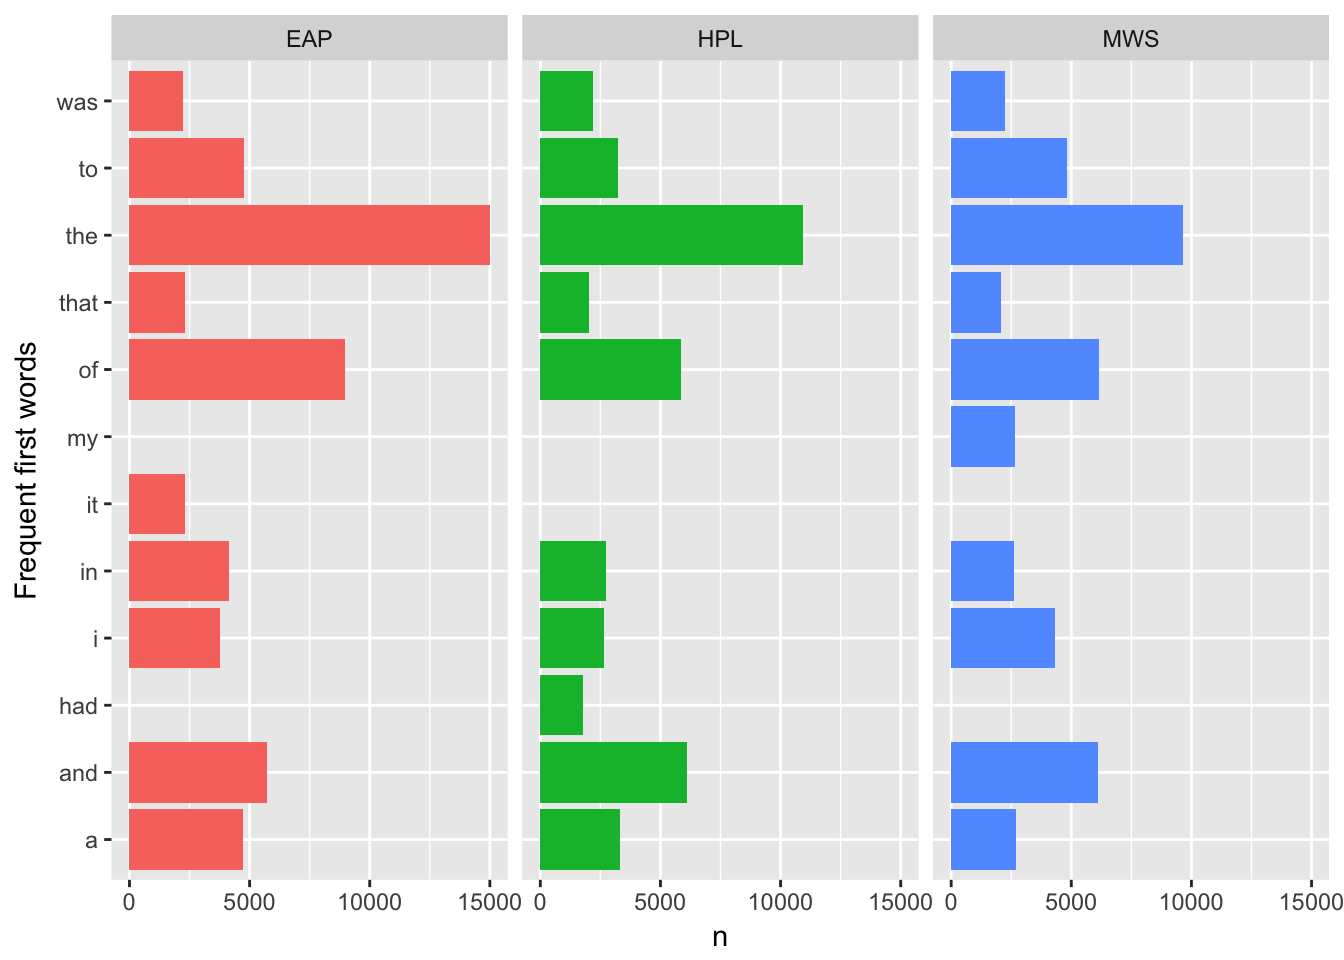 EAP HPL MWS
was
to
the
that
of
my
it
in
i
had
and
a
Frequent first words
0 5000 10000 15000 0 5000 10000 15000 0 5000 10000 15000
n